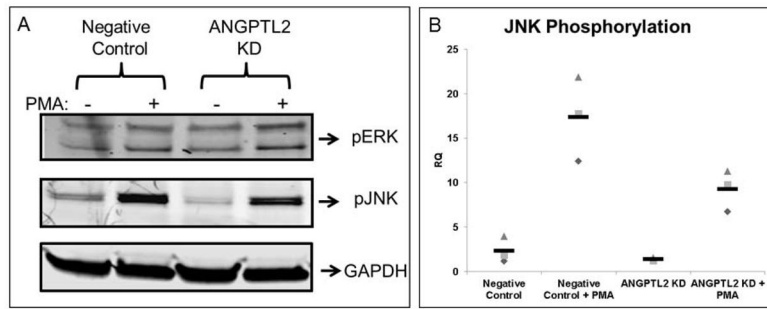 A
Negative
Control
ANGPTL2
KD
PMA: - + - +
pERK
pJNK
GAPDH
B
JNK Phosphorylation
25
20
15
10
5
0
RQ
Negative
Control
Negative
Control + PMA
ANGPTL2 KD
ANGPTL2 KD +
PMA